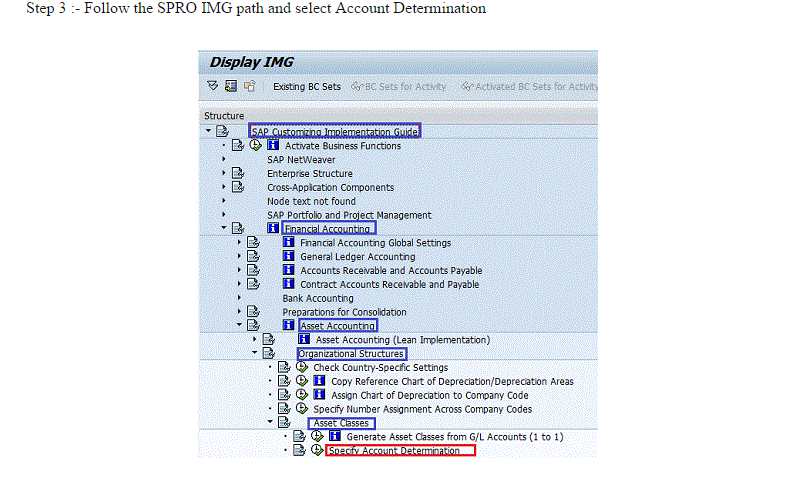 Step 3 :- Follow the SPRO IMG path and select Account Determination
Display IMG
Existing BC Sets BC Sets for Activity Activated BC Sets for Activity
Structure
SAP Customizing Implementation Guide
Activate Business Functions
SAP NetWeaver
Enterprise Structure
Cross-Application Components
Node text not found
SAP Portfolio and Project Management
Financial Accounting
Financial Accounting Global Settings
General Ledger Accounting
Accounts Receivable and Accounts Payable
Contract Accounts Receivable and Payable
Bank Accounting
Preparations for Consolidation
Asset Accounting
Asset Accounting (Lean Implementation)
Organizational Structures
Check Country-Specific Settings
Copy Reference Chart of Depreciation/Depreciation Areas
Assign Chart of Depreciation to Company Code
Specify Number Assignment Across Company Codes
Asset Classes
Generate Asset Classes from G/L Accounts (1 to 1)
Specify Account Determination